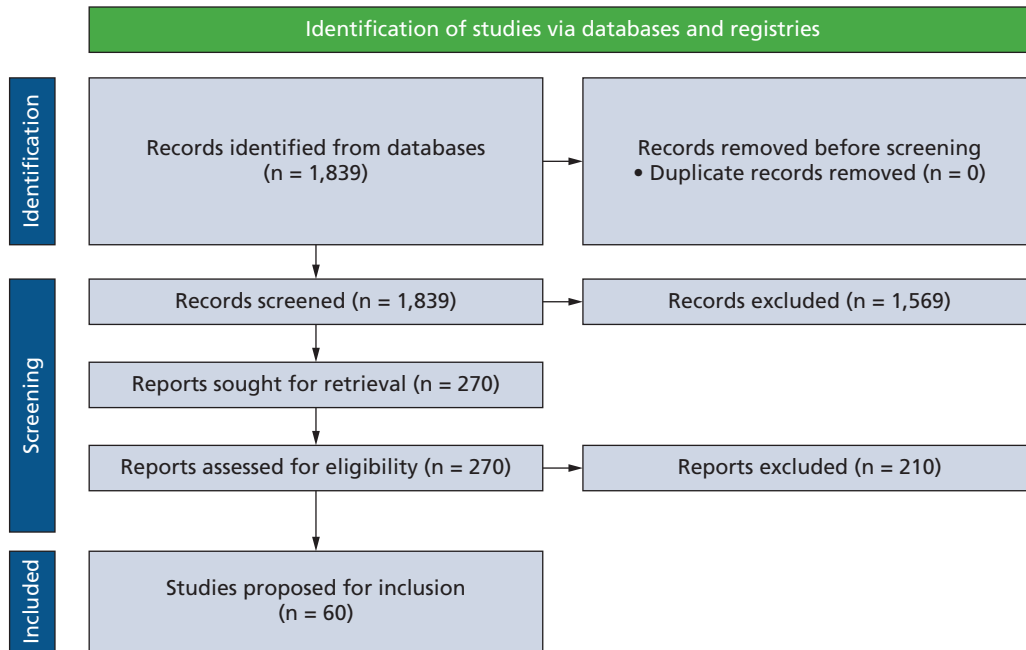 Identification of studies via databases and registries
Identification
Records identified from databases
(n = 1,839)
Records removed before screening
• Duplicate records removed (n = 0)
Screening
Records screened (n = 1,839)
Records excluded (n = 1,569)
Reports sought for retrieval (n = 270)
Reports assessed for eligibility (n = 270)
Reports excluded (n = 210)
Included
Studies proposed for inclusion
(n = 60)